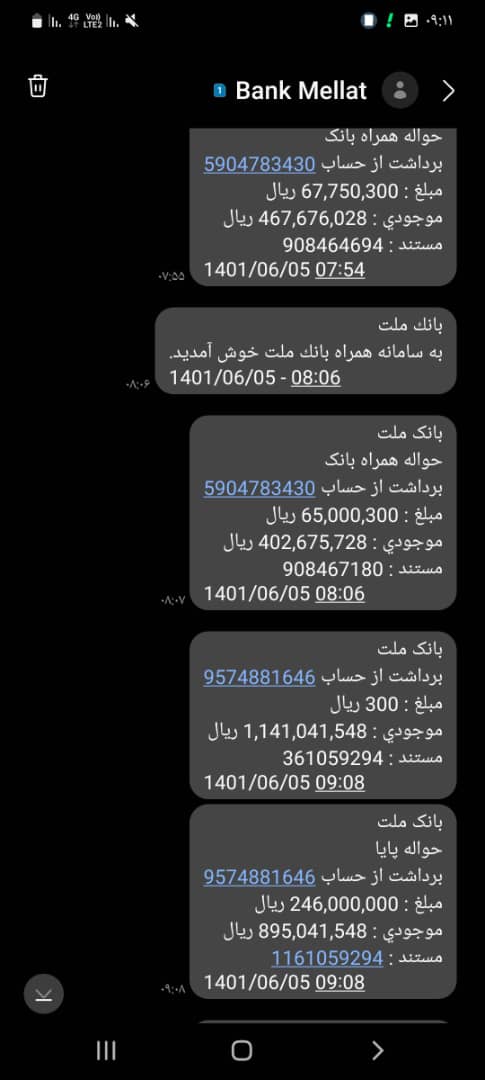 ۰۹:۱۱
4G
Vo))
LTE2
1
Bank Mellat
حواله همراه بانک
برداشت از حساب 5904783430
مبلغ : 67,750,300 ریال
موجودي : 467,676,028 ریال
مستند : 908464694
1401/06/05 07:54
۰۷:۵۵
بانك ملت
به سامانه همراه بانك ملت خوش آمدید.
1401/06/05 - 08:06
۰۸:۰۶
بانک ملت
حواله همراه بانک
برداشت از حساب 5904783430
مبلغ : 65,000,300 ریال
موجودي : 402,675,728 ریال
مستند : 908467180
1401/06/05 08:06
۰۸:۰۷
بانک ملت
برداشت از حساب 9574881646
مبلغ : 300 ریال
موجودي : 1,141,041,548 ریال
مستند : 361059294
1401/06/05 09:08
بانک ملت
حواله پایا
برداشت از حساب 9574881646
مبلغ : 246,000,000 ریال
موجودي : 895,041,548 ریال
مستند : 1161059294
1401/06/05 09:08
۰۹:۰۸